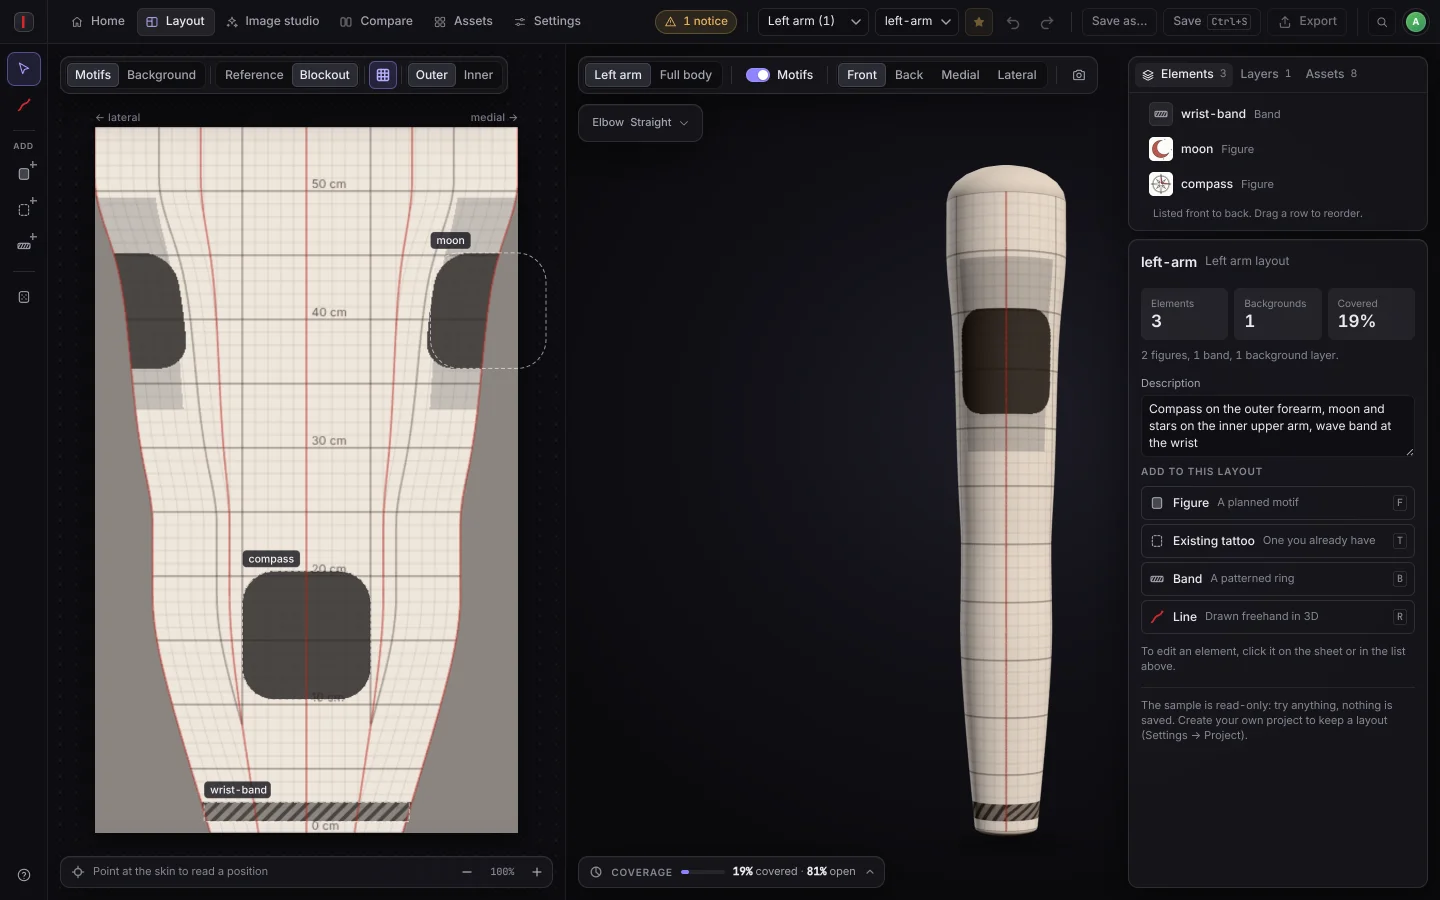 Home
Layout
Image studio
Compare
Assets
Settings
1 notice
Left arm (1)
left-arm
Save as...
Save Ctrl+S
Export
A
Motifs Background
Reference Blockout
Outer Inner
ADD
← lateral
medial →
50 cm
moon
40 cm
30 cm
compass
20 cm
10 cm
wrist-band
0 cm
Point at the skin to read a position
100%
Left arm Full body
Motifs
Front Back Medial Lateral
Elbow Straight
COVERAGE 19% covered · 81% open
Elements 3 Layers 1 Assets 8
wrist-band Band
moon Figure
compass Figure
Listed front to back. Drag a row to reorder.
left-arm Left arm layout
Elements
3
Backgrounds
1
Covered
19%
2 figures, 1 band, 1 background layer.
Description
Compass on the outer forearm, moon and
stars on the inner upper arm, wave band at
the wrist
ADD TO THIS LAYOUT
Figure A planned motif F
Existing tattoo One you already have T
Band A patterned ring B
Line Drawn freehand in 3D R
To edit an element, click it on the sheet or in the list
above.
The sample is read-only: try anything, nothing is
saved. Create your own project to keep a layout
(Settings → Project).